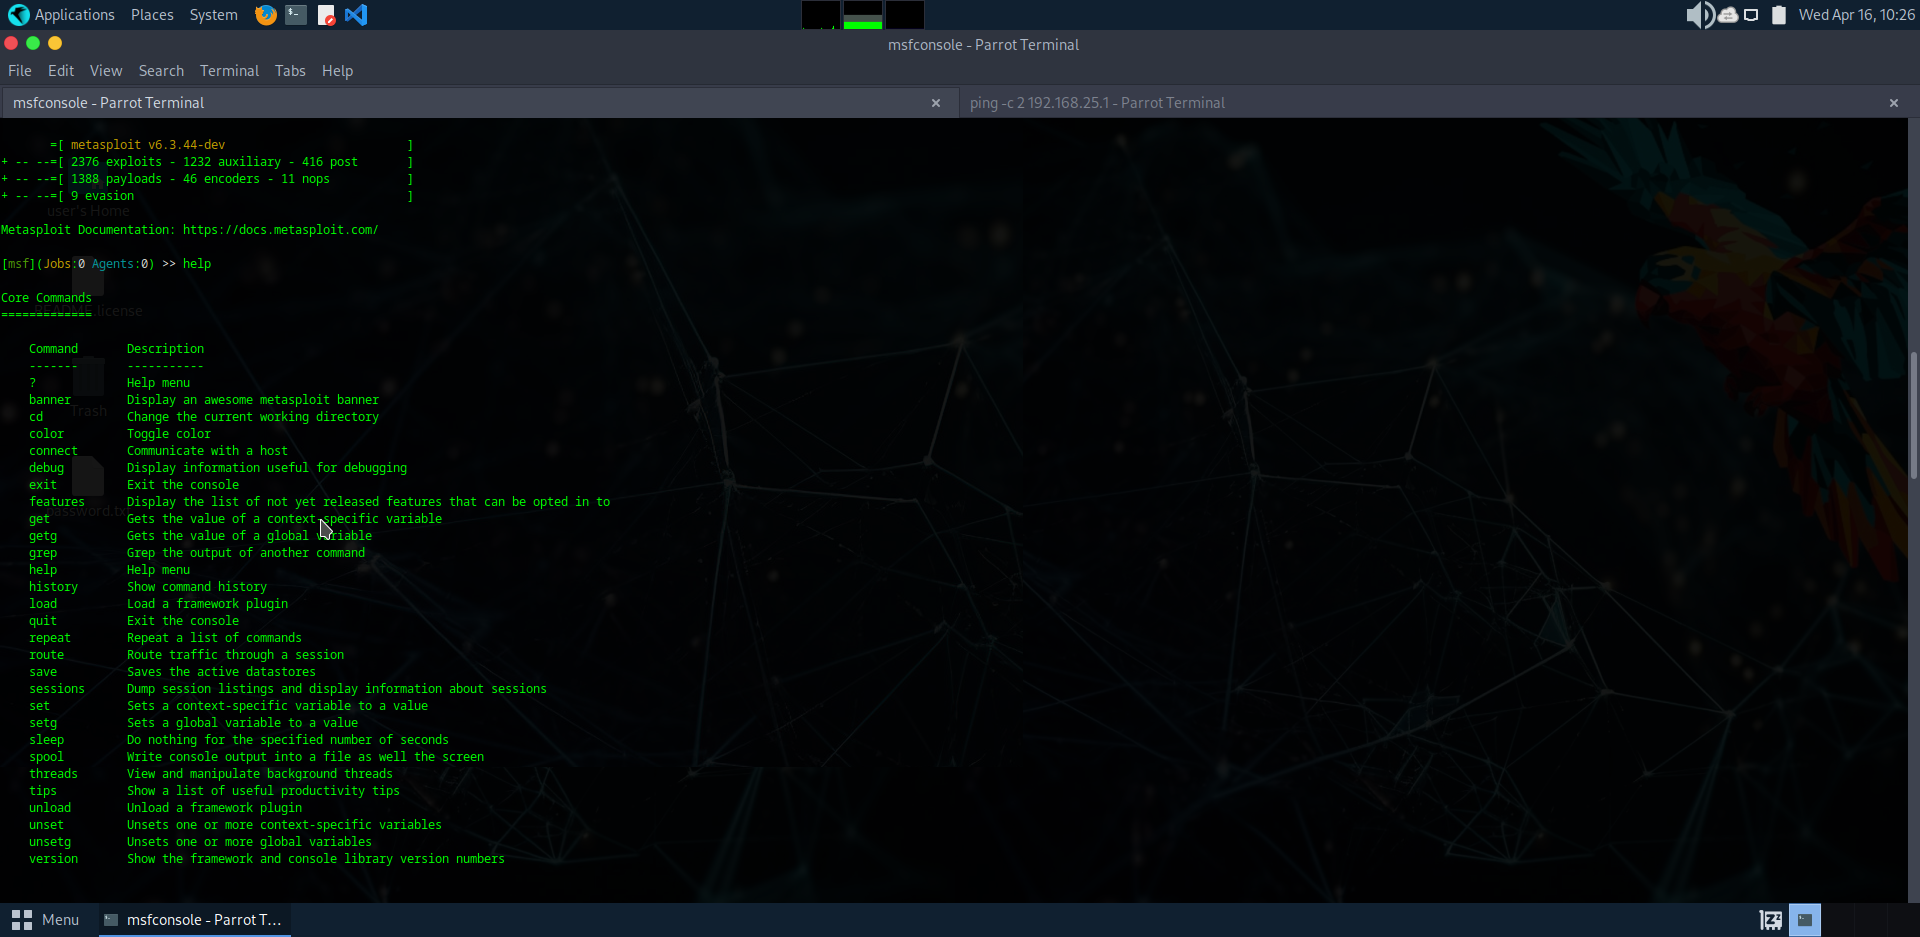 Applications Places System Wed Apr 16, 10:26
msfconsole - Parrot Terminal
File Edit View Search Terminal Tabs Help
msfconsole - Parrot Terminal × ping -c 2 192.168.25.1 - Parrot Terminal ×
=[ metasploit v6.3.44-dev ]
+ -- --=[ 2376 exploits - 1232 auxiliary - 416 post ]
+ -- --=[ 1388 payloads - 46 encoders - 11 nops ]
+ -- --=[ 9 evasion ]
user's Home
Metasploit Documentation: https://docs.metasploit.com/
[msf](Jobs:0 Agents:0) >> help
Core Commands
=============
README.license
Command Description
------- -----------
? Help menu
banner Display an awesome metasploit banner
Trash
cd Change the current working directory
color Toggle color
connect Communicate with a host
debug Display information useful for debugging
exit Exit the console
features Display the list of not yet released features that can be opted in to
password.tx
get Gets the value of a context-specific variable
getg Gets the value of a global variable
grep Grep the output of another command
help Help menu
history Show command history
load Load a framework plugin
quit Exit the console
repeat Repeat a list of commands
route Route traffic through a session
save Saves the active datastores
sessions Dump session listings and display information about sessions
set Sets a context-specific variable to a value
setg Sets a global variable to a value
sleep Do nothing for the specified number of seconds
spool Write console output into a file as well the screen
threads View and manipulate background threads
tips Show a list of useful productivity tips
unload Unload a framework plugin
unset Unsets one or more context-specific variables
unsetg Unsets one or more global variables
version Show the framework and console library version numbers
Menu msfconsole - Parrot T...